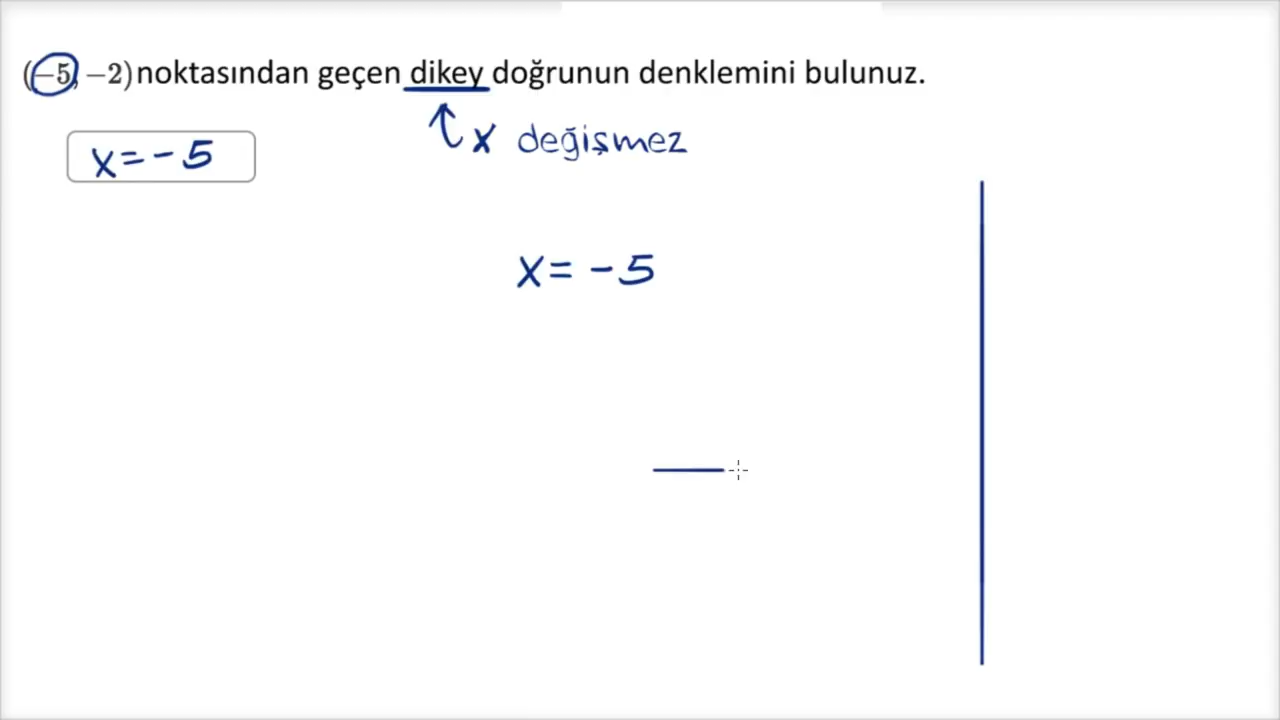 (−5, −2) noktasından geçen dikey doğrunun denklemini bulunuz.
x değişmez
x = −5
x = −5